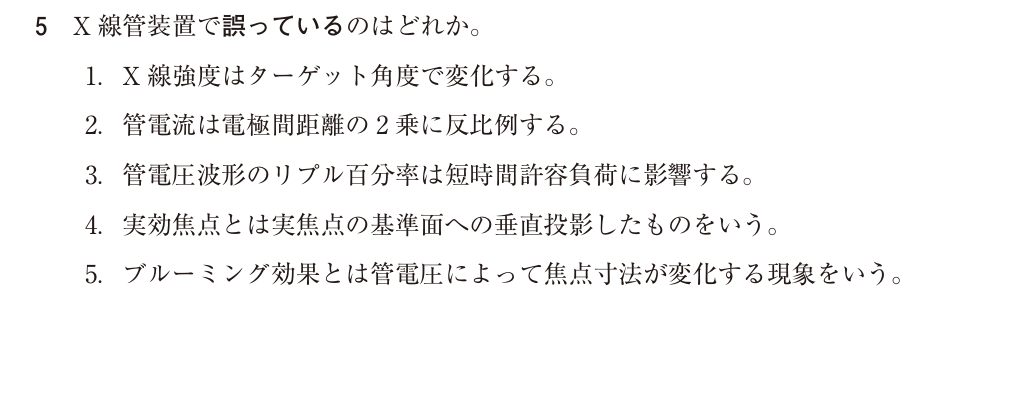 5 X 線管装置で誤っているのはどれか。
1. X 線強度はターゲット角度で変化する。
2. 管電流は電極間距離の 2 乗に反比例する。
3. 管電圧波形のリプル百分率は短時間許容負荷に影響する。
4. 実効焦点とは実焦点の基準面への垂直投影したものをいう。
5. ブルーミング効果とは管電圧によって焦点寸法が変化する現象をいう。